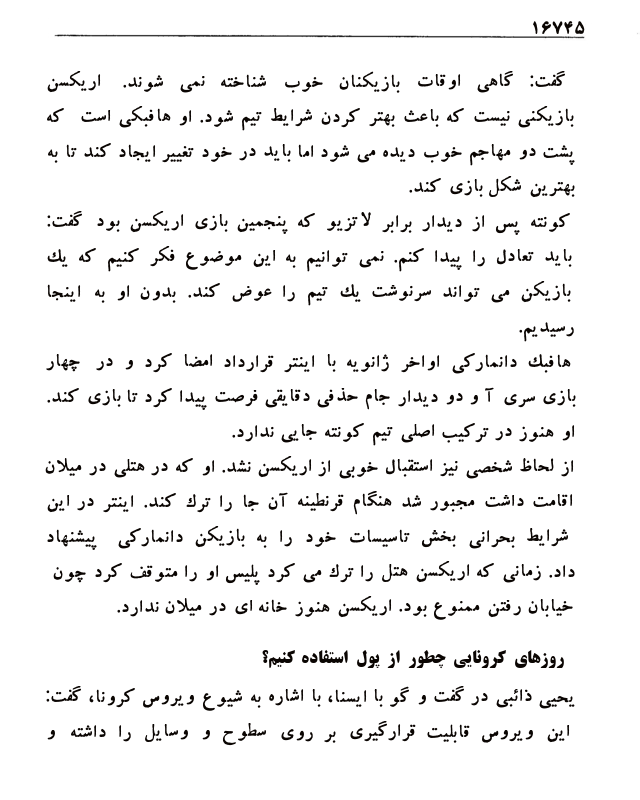 ۱۶۷۴۵
گفت: گاهی اوقات بازیکنان خوب شناخته نمی شوند. اریکسن
بازیکنی نیست که باعث بهتر کردن شرایط تیم شود. او هافبکی است که
پشت دو مهاجم خوب دیده می شود اما باید در خود تغییر ایجاد کند تا به
بهترین شکل بازی کند.
کونته پس از دیدار برابر لاتزیو که پنجمین بازی اریکسن بود گفت:
باید تعادل را پیدا کنم. نمی توانیم به این موضوع فکر کنیم که یك
بازیکن می تواند سرنوشت یك تیم را عوض کند. بدون او به اینجا
رسیدیم.
هافبك دانمارکی اواخر ژانویه با اینتر قرارداد امضا کرد و در چهار
بازی سری آ و دو دیدار جام حذفی دقایقی فرصت پیدا کرد تا بازی کند.
او هنوز در ترکیب اصلی تیم کونته جایی ندارد.
از لحاظ شخصی نیز استقبال خوبی از اریکسن نشد. او که در هتلی در میلان
اقامت داشت مجبور شد هنگام قرنطینه آن جا را ترك کند. اینتر در این
شرایط بحرانی بخش تاسیسات خود را به بازیکن دانمارکی پیشنهاد
داد. زمانی که اریکسن هتل را ترك می کرد پلیس او را متوقف کرد چون
خیابان رفتن ممنوع بود. اریکسن هنوز خانه ای در میلان ندارد.
روزهای کرونایی چطور از پول استفاده کنیم؟
یحیی ذائبی در گفت و گو با ایسنا، با اشاره به شیوع ویروس کرونا، گفت:
این ویروس قابلیت قرارگیری بر روی سطوح و وسایل را داشته و